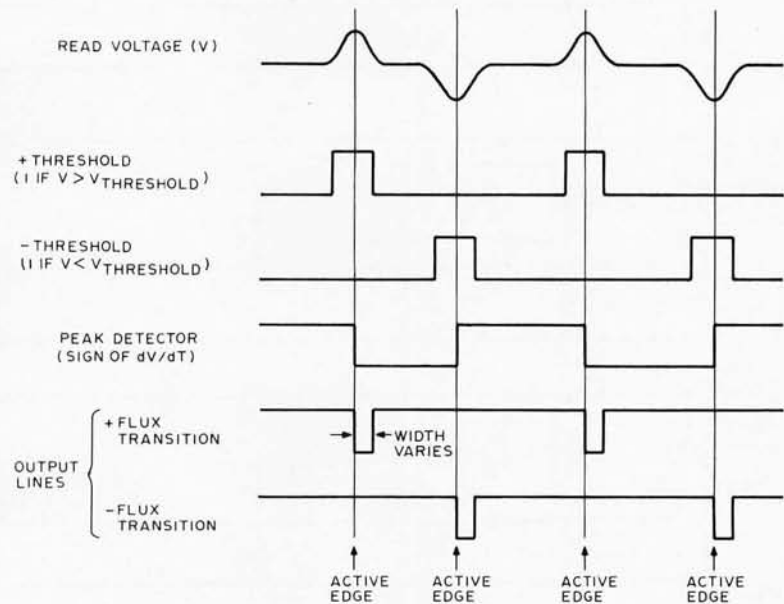 READ VOLTAGE (V)
+ THRESHOLD
(1 IF V > VTHRESHOLD)
- THRESHOLD
(1 IF V < VTHRESHOLD)
PEAK DETECTOR
(SIGN OF dV/dT)
OUTPUT
LINES
+ FLUX
TRANSITION
WIDTH
VARIES
- FLUX
TRANSITION
ACTIVE
EDGE
ACTIVE
EDGE
ACTIVE
EDGE
ACTIVE
EDGE